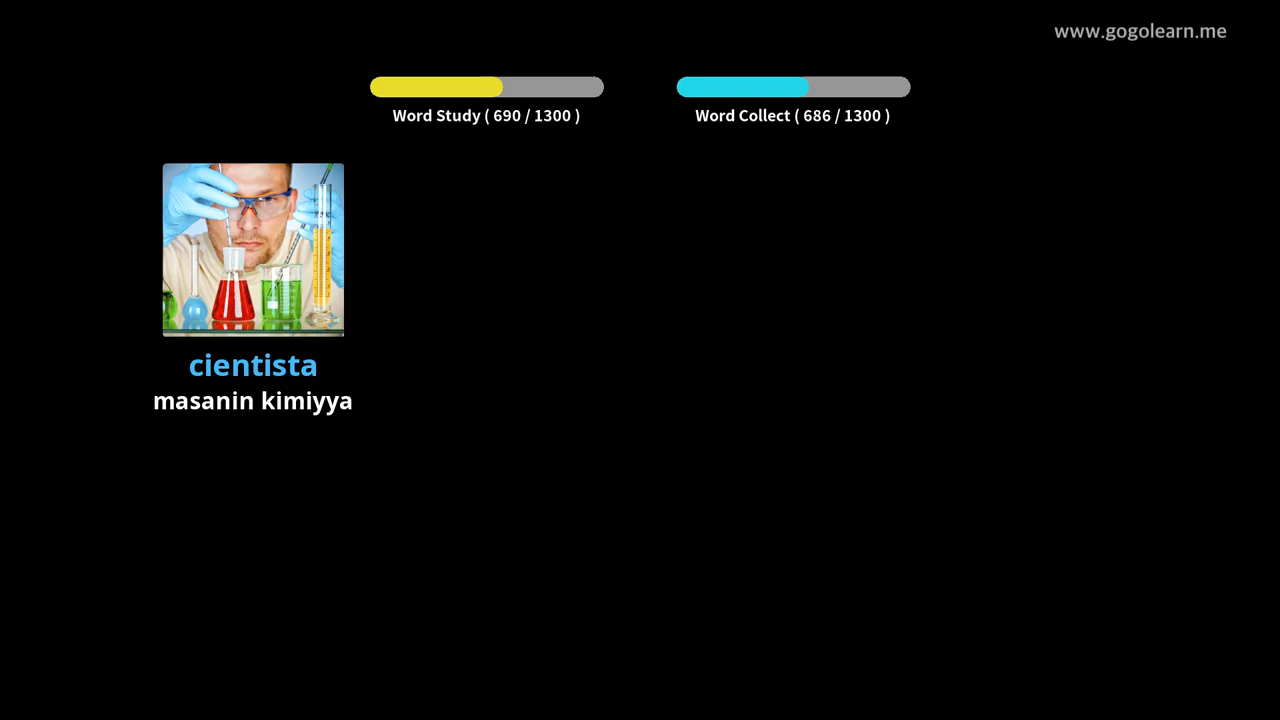 www.gogolearn.me
Word Study ( 690 / 1300 )
Word Collect ( 686 / 1300 )
cientista
masanin kimiyya